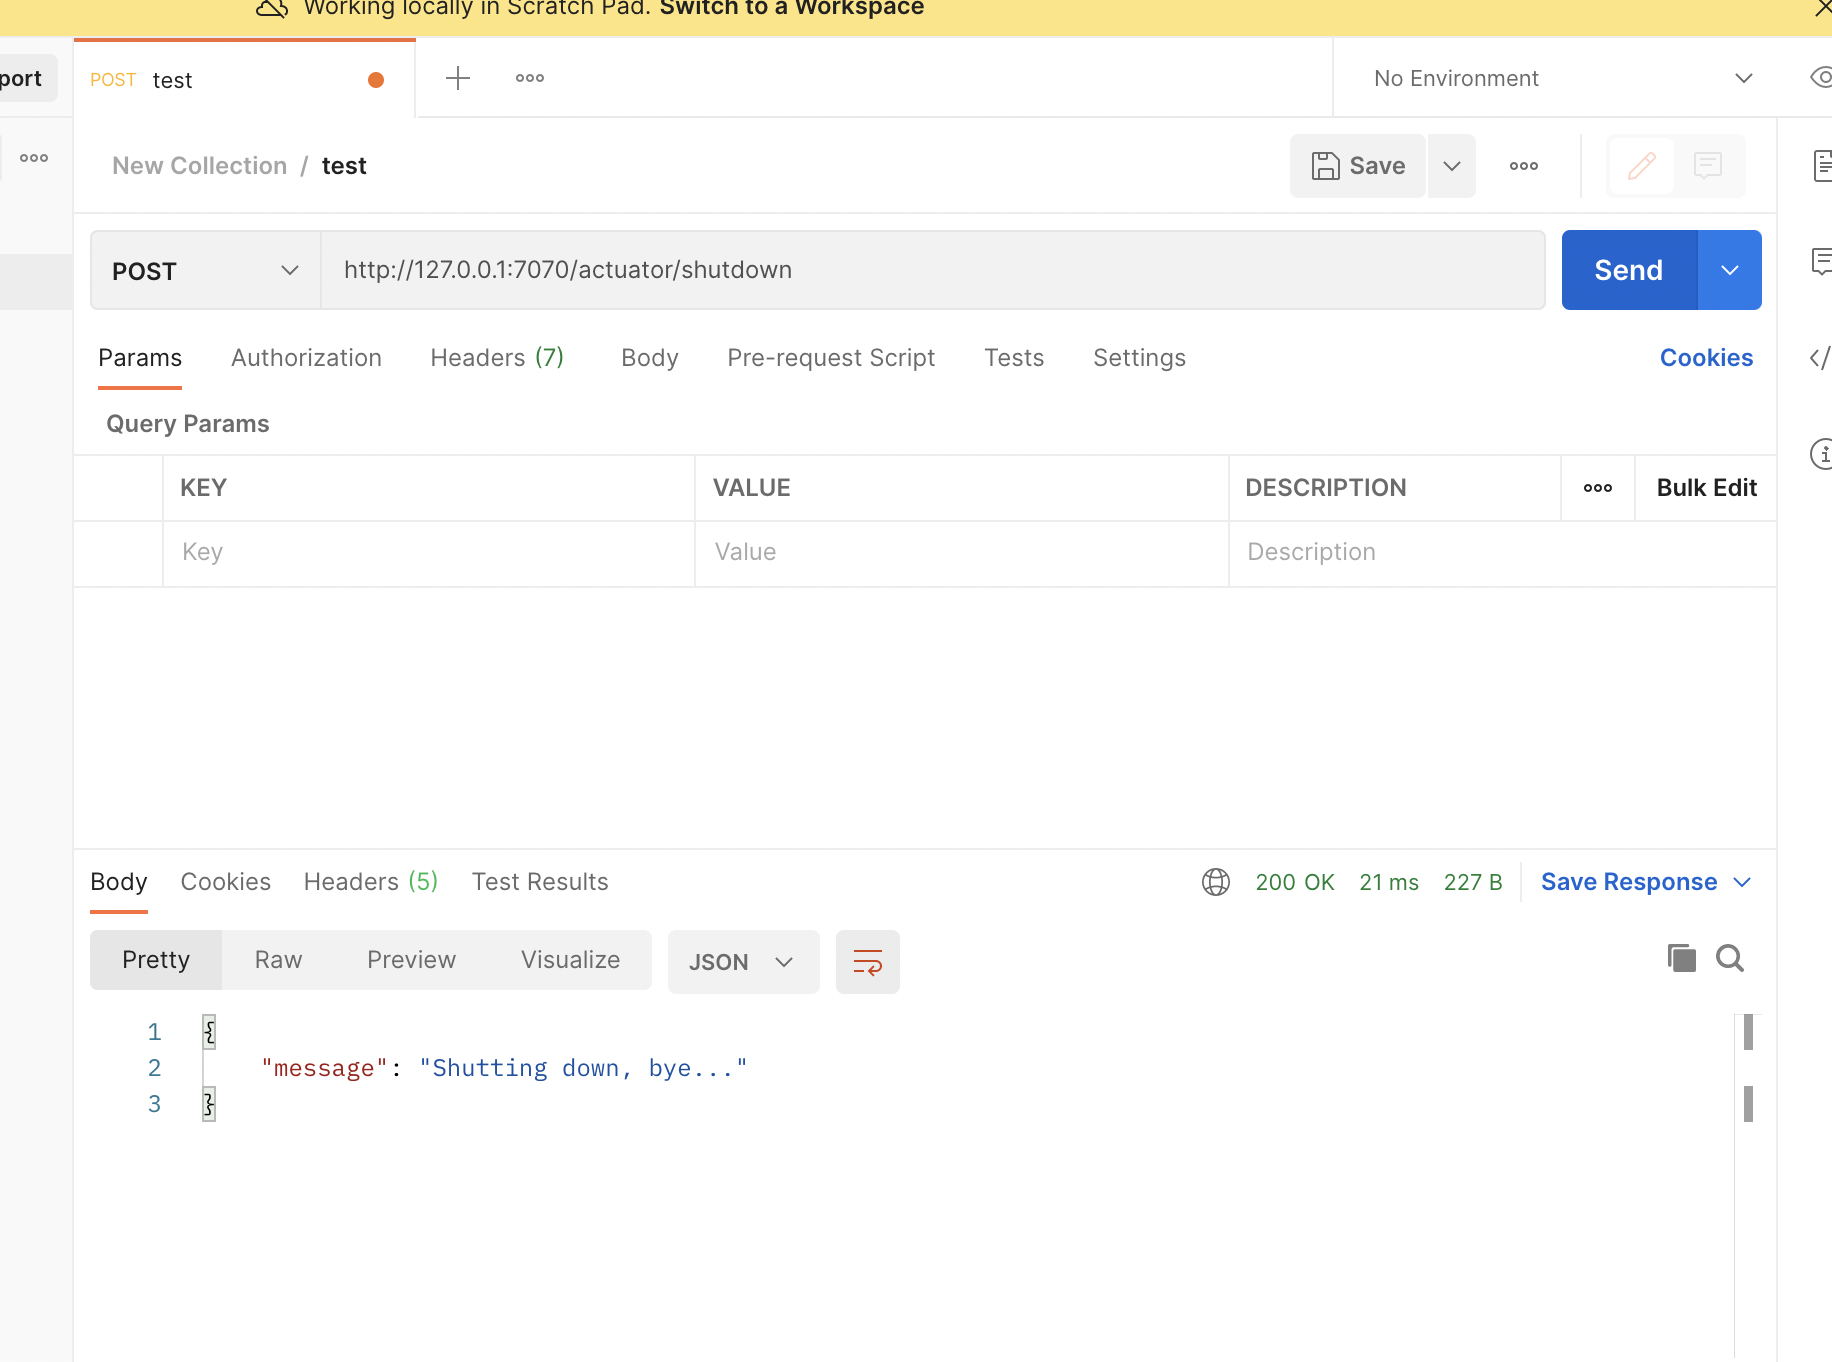 Working locally in Scratch Pad. Switch to a Workspace
port
POST test
No Environment
New Collection / test
Save
POST
http://127.0.0.1:7070/actuator/shutdown
Send
Params Authorization Headers (7) Body Pre-request Script Tests Settings Cookies
Query Params
KEY VALUE DESCRIPTION Bulk Edit
Key Value Description
Body Cookies Headers (5) Test Results 200 OK 21 ms 227 B Save Response
Pretty Raw Preview Visualize JSON
1 {
2 "message": "Shutting down, bye..."
3 }